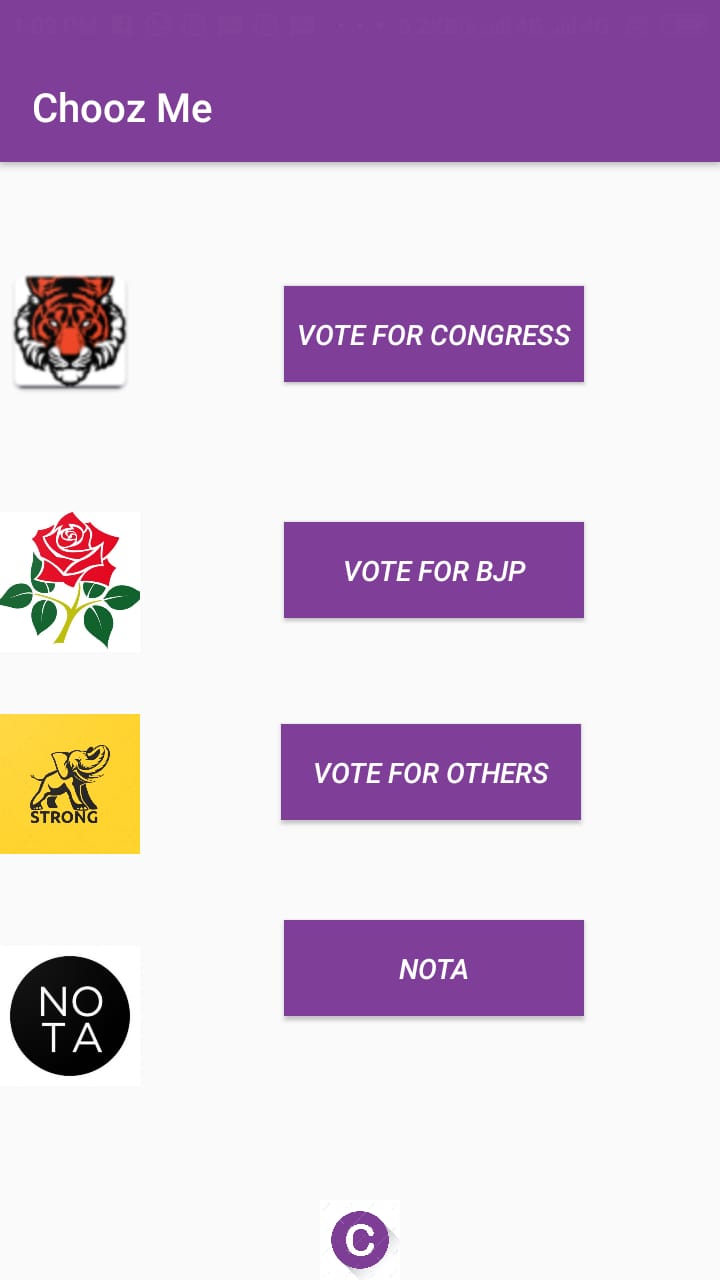 Chooz Me
VOTE FOR CONGRESS
VOTE FOR BJP
VOTE FOR OTHERS
STRONG
NOTA
NO
TA
C